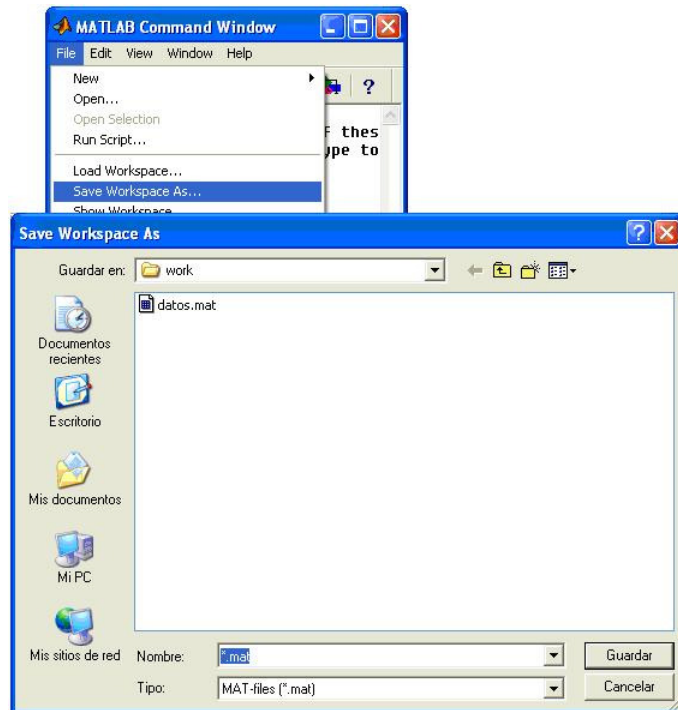 MATLAB Command Window
File Edit View Window Help
New
Open...
Open Selection
Run Script...
?
Load Workspace...
Save Workspace As...
Show Workspace
F thes
ype to
Save Workspace As
?
Guardar en: work
datos.mat
Documentos
recientes
Escritorio
Mis documentos
Mi PC
Mis sitios de red
Nombre: *.mat
Guardar
Tipo: MAT-files (*.mat)
Cancelar